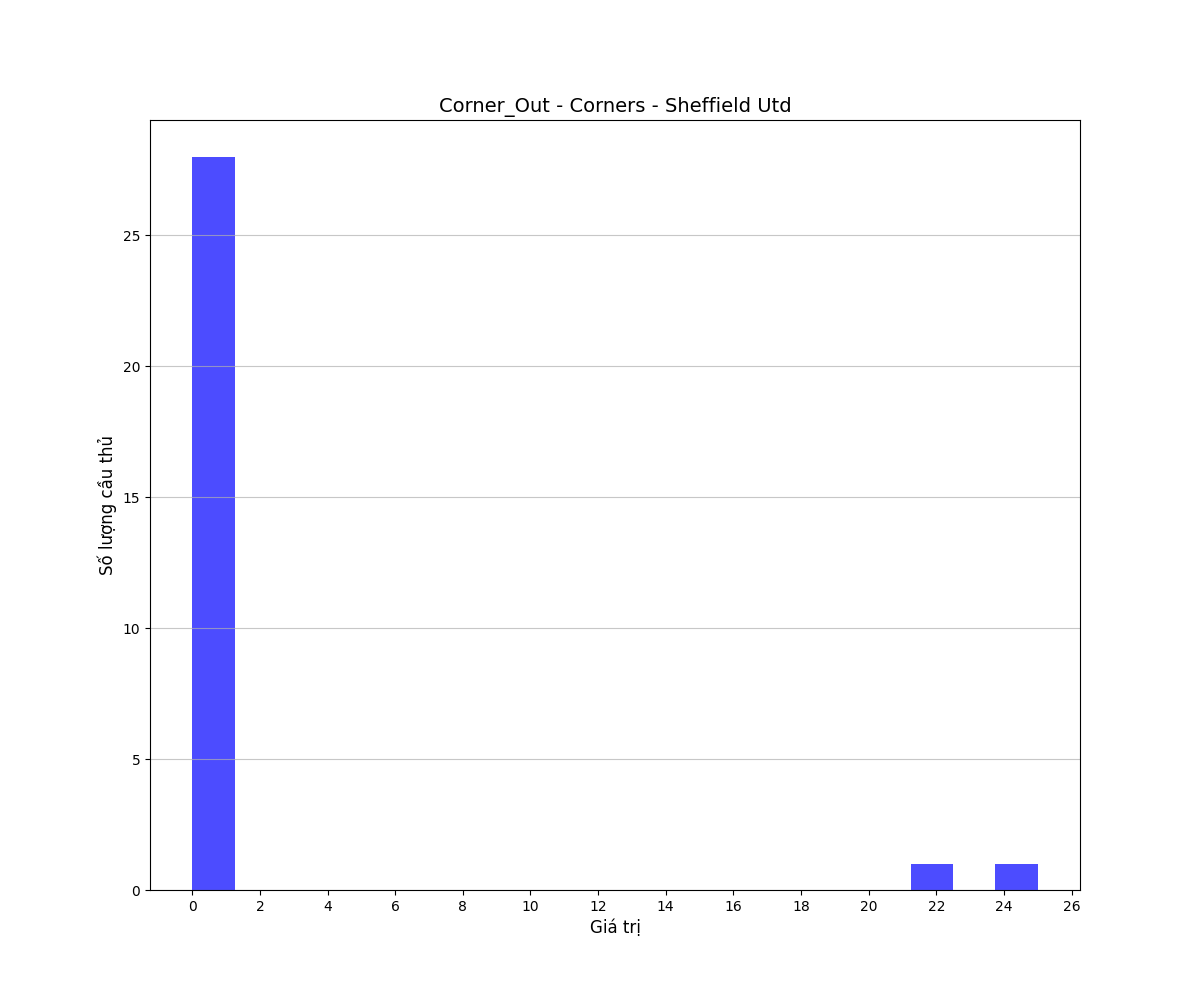 Corner_Out - Corners - Sheffield Utd
Số lượng cầu thủ
25
20
15
10
5
0
0 2 4 6 8 10 12 14 16 18 20 22 24 26
Giá trị